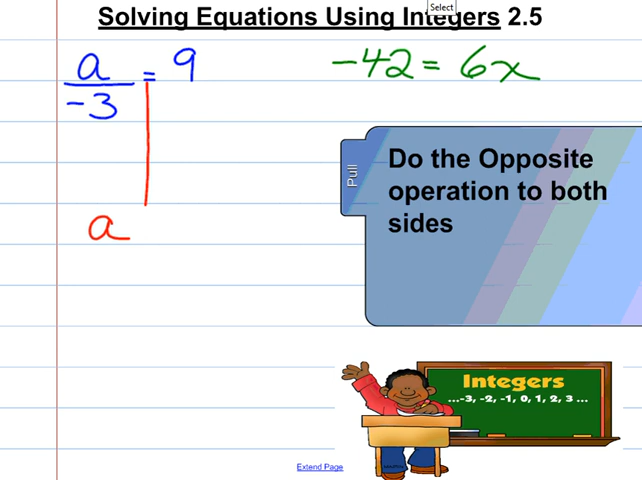 Select
Solving Equations Using Integers 2.5
a/-3 = 9
-42 = 6x
Pull
Do the Opposite
operation to both
sides
a
Integers
...-3, -2, -1, 0, 1, 2, 3 ...
Extend Page